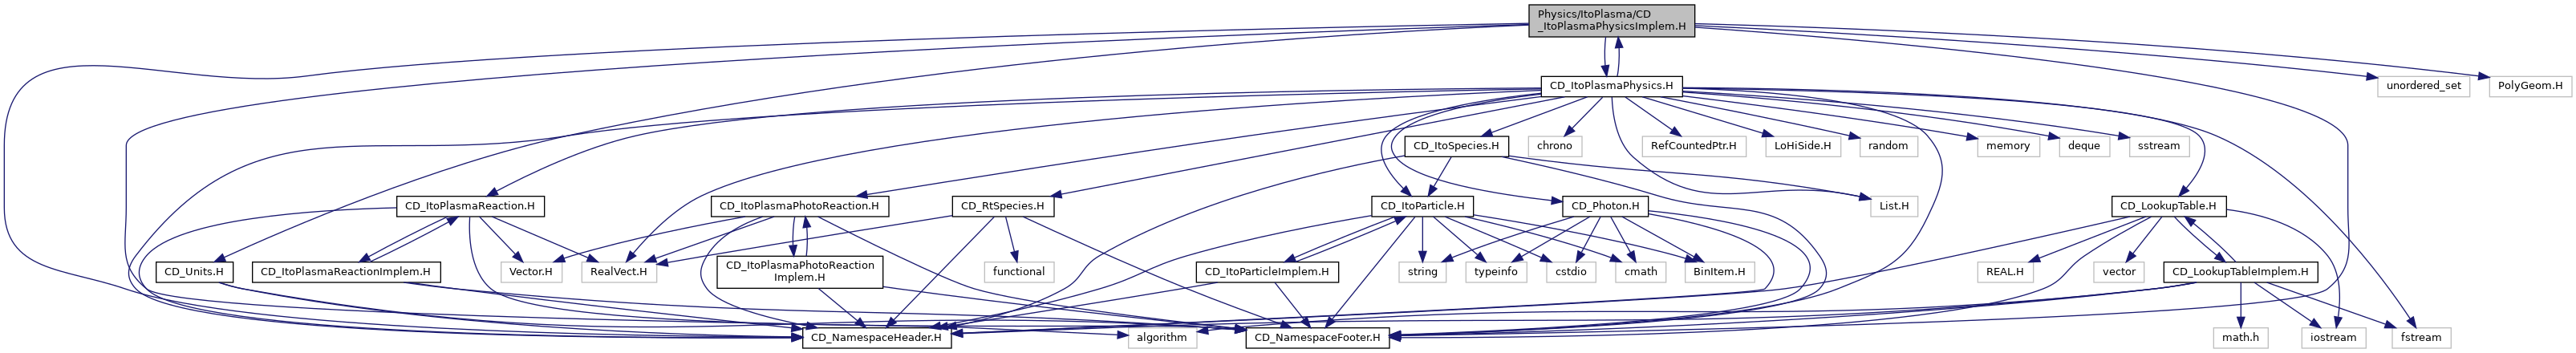 Physics/ItoPlasma/CD
_ItoPlasmaPhysicsImplem.H
CD_ItoPlasmaPhysics.H
unordered_set
PolyGeom.H
CD_ItoSpecies.H
chrono
RefCountedPtr.H
LoHiSide.H
random
memory
deque
sstream
CD_ItoPlasmaReaction.H
CD_ItoPlasmaPhotoReaction.H
CD_RtSpecies.H
CD_ItoParticle.H
CD_Photon.H
List.H
CD_LookupTable.H
CD_Units.H
CD_ItoPlasmaReactionImplem.H
Vector.H
RealVect.H
CD_ItoPlasmaPhotoReaction
Implem.H
functional
CD_ItoParticleImplem.H
string
typeinfo
cstdio
cmath
BinItem.H
REAL.H
vector
CD_LookupTableImplem.H
CD_NamespaceHeader.H
algorithm
CD_NamespaceFooter.H
math.h
iostream
fstream